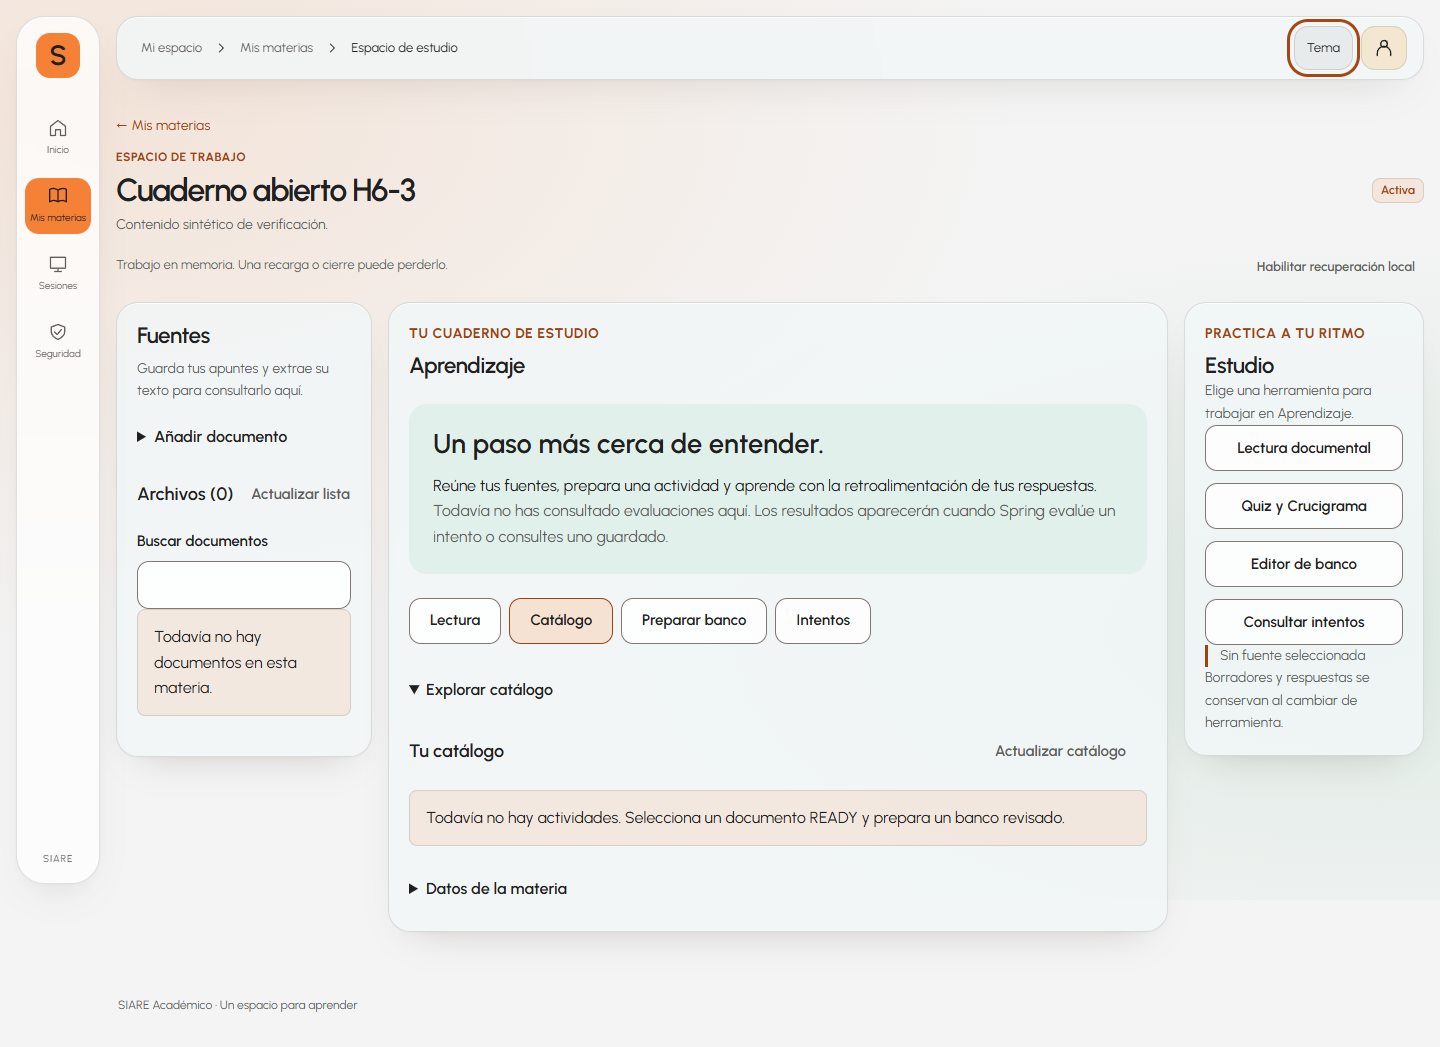 S
Mi espacio > Mis materias > Espacio de estudio
Tema
Inicio
Mis materias
Sesiones
Seguridad
SIARE
← Mis materias
ESPACIO DE TRABAJO
Cuaderno abierto H6-3
Activa
Contenido sintético de verificación.
Trabajo en memoria. Una recarga o cierre puede perderlo.
Habilitar recuperación local
Fuentes
Guarda tus apuntes y extrae su
texto para consultarlo aquí.
Añadir documento
Archivos (0)
Actualizar lista
Buscar documentos
Todavía no hay
documentos en esta
materia.
TU CUADERNO DE ESTUDIO
Aprendizaje
Un paso más cerca de entender.
Reúne tus fuentes, prepara una actividad y aprende con la retroalimentación de tus respuestas.
Todavía no has consultado evaluaciones aquí. Los resultados aparecerán cuando Spring evalúe un
intento o consultes uno guardado.
Lectura
Catálogo
Preparar banco
Intentos
Explorar catálogo
Tu catálogo
Actualizar catálogo
Todavía no hay actividades. Selecciona un documento READY y prepara un banco revisado.
Datos de la materia
PRACTICA A TU RITMO
Estudio
Elige una herramienta para
trabajar en Aprendizaje.
Lectura documental
Quiz y Crucigrama
Editor de banco
Consultar intentos
Sin fuente seleccionada
Borradores y respuestas se
conservan al cambiar de
herramienta.
SIARE Académico · Un espacio para aprender